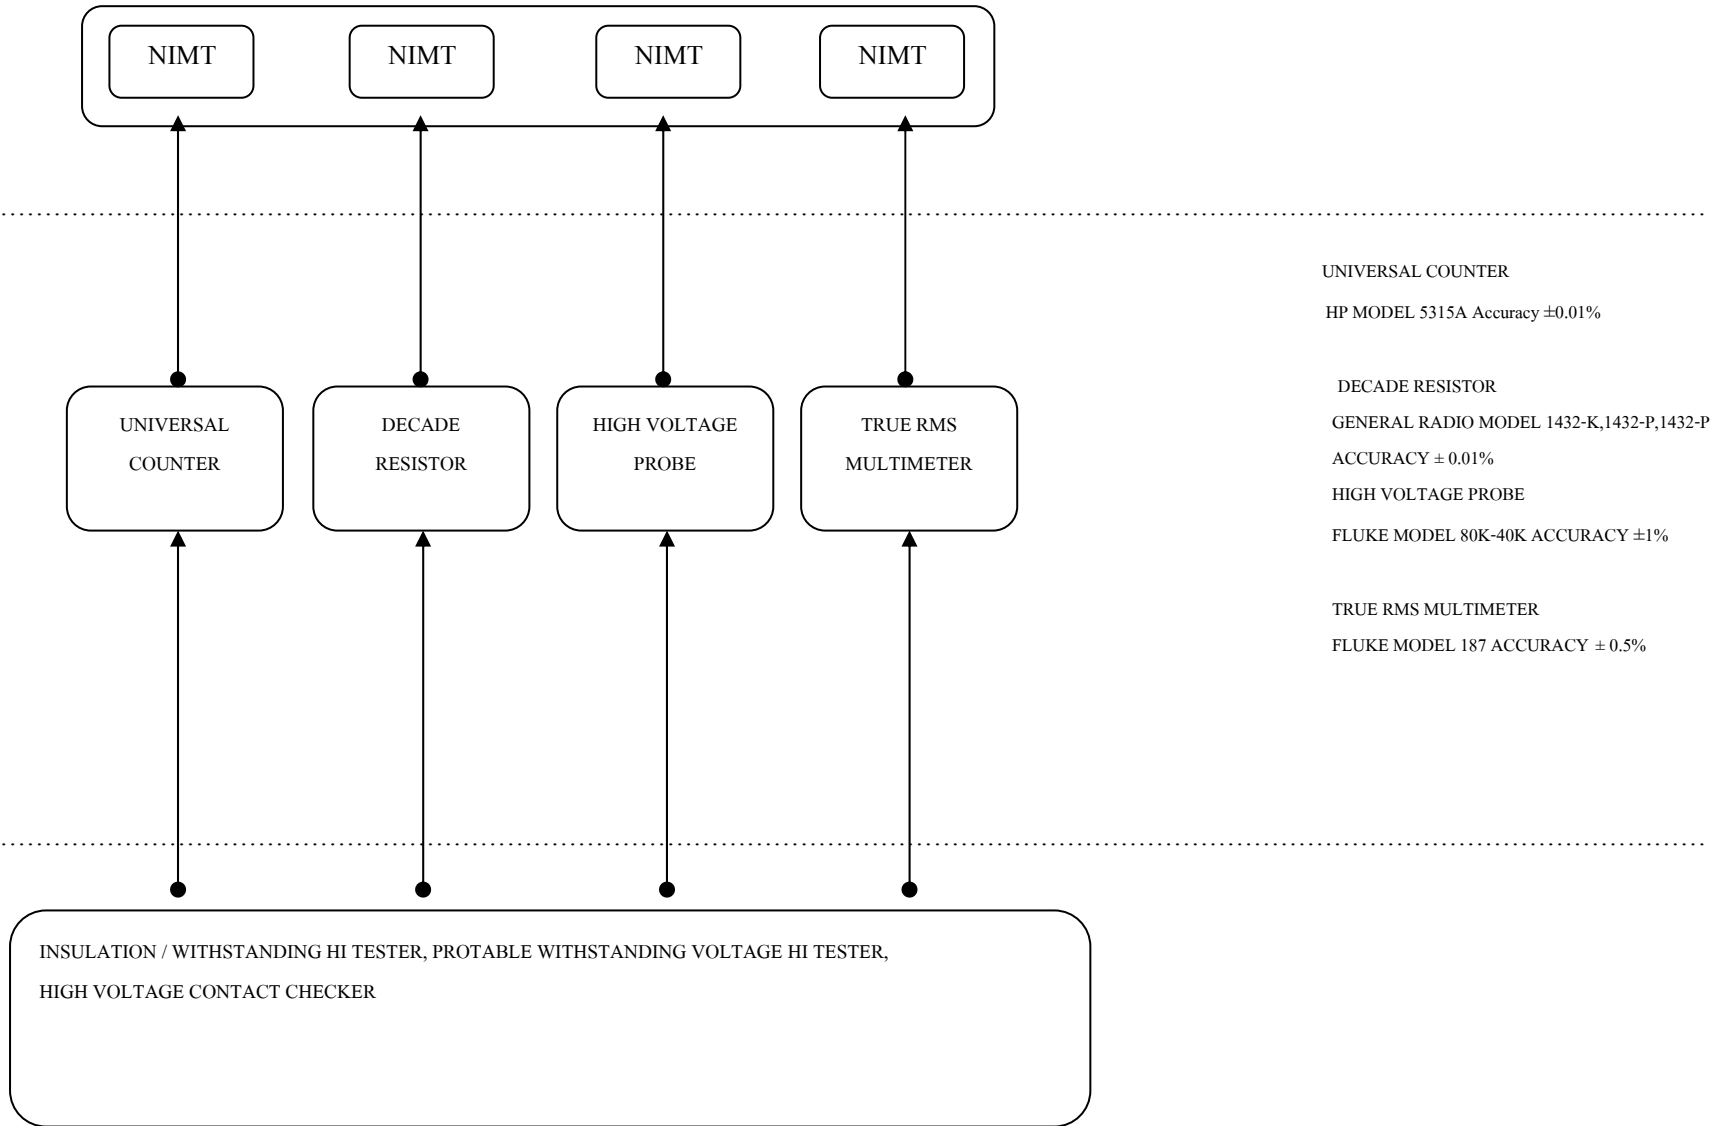 NIMT NIMT NIMT NIMT
UNIVERSAL COUNTER
HP MODEL 5315A Accuracy ±0.01%
DECADE RESISTOR
GENERAL RADIO MODEL 1432-K,1432-P,1432-P
ACCURACY ± 0.01%
HIGH VOLTAGE PROBE
FLUKE MODEL 80K-40K ACCURACY ±1%
TRUE RMS MULTIMETER
FLUKE MODEL 187 ACCURACY ± 0.5%
UNIVERSAL
COUNTER
DECADE
RESISTOR
HIGH VOLTAGE
PROBE
TRUE RMS
MULTIMETER
INSULATION / WITHSTANDING HI TESTER, PROTABLE WITHSTANDING VOLTAGE HI TESTER,
HIGH VOLTAGE CONTACT CHECKER